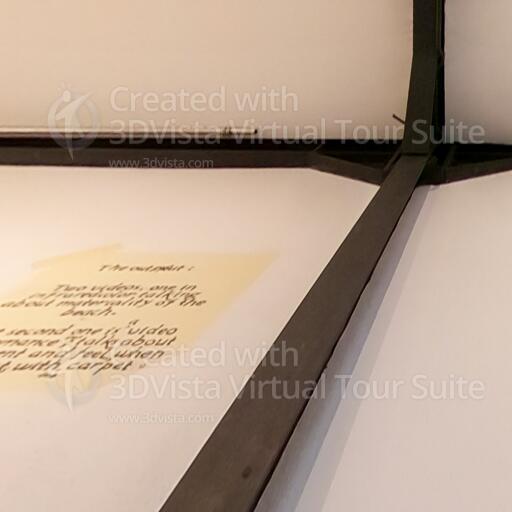 Created with
3DVista Virtual Tour Suite
www.3dvista.com
The output:
Two videos, one in
infraredcolor, talking
about materiality of the
beach.
second one is "video
mance "talk about
ent and feel when
with carpet"
Created with
3DVista Virtual Tour Suite
www.3dvista.com